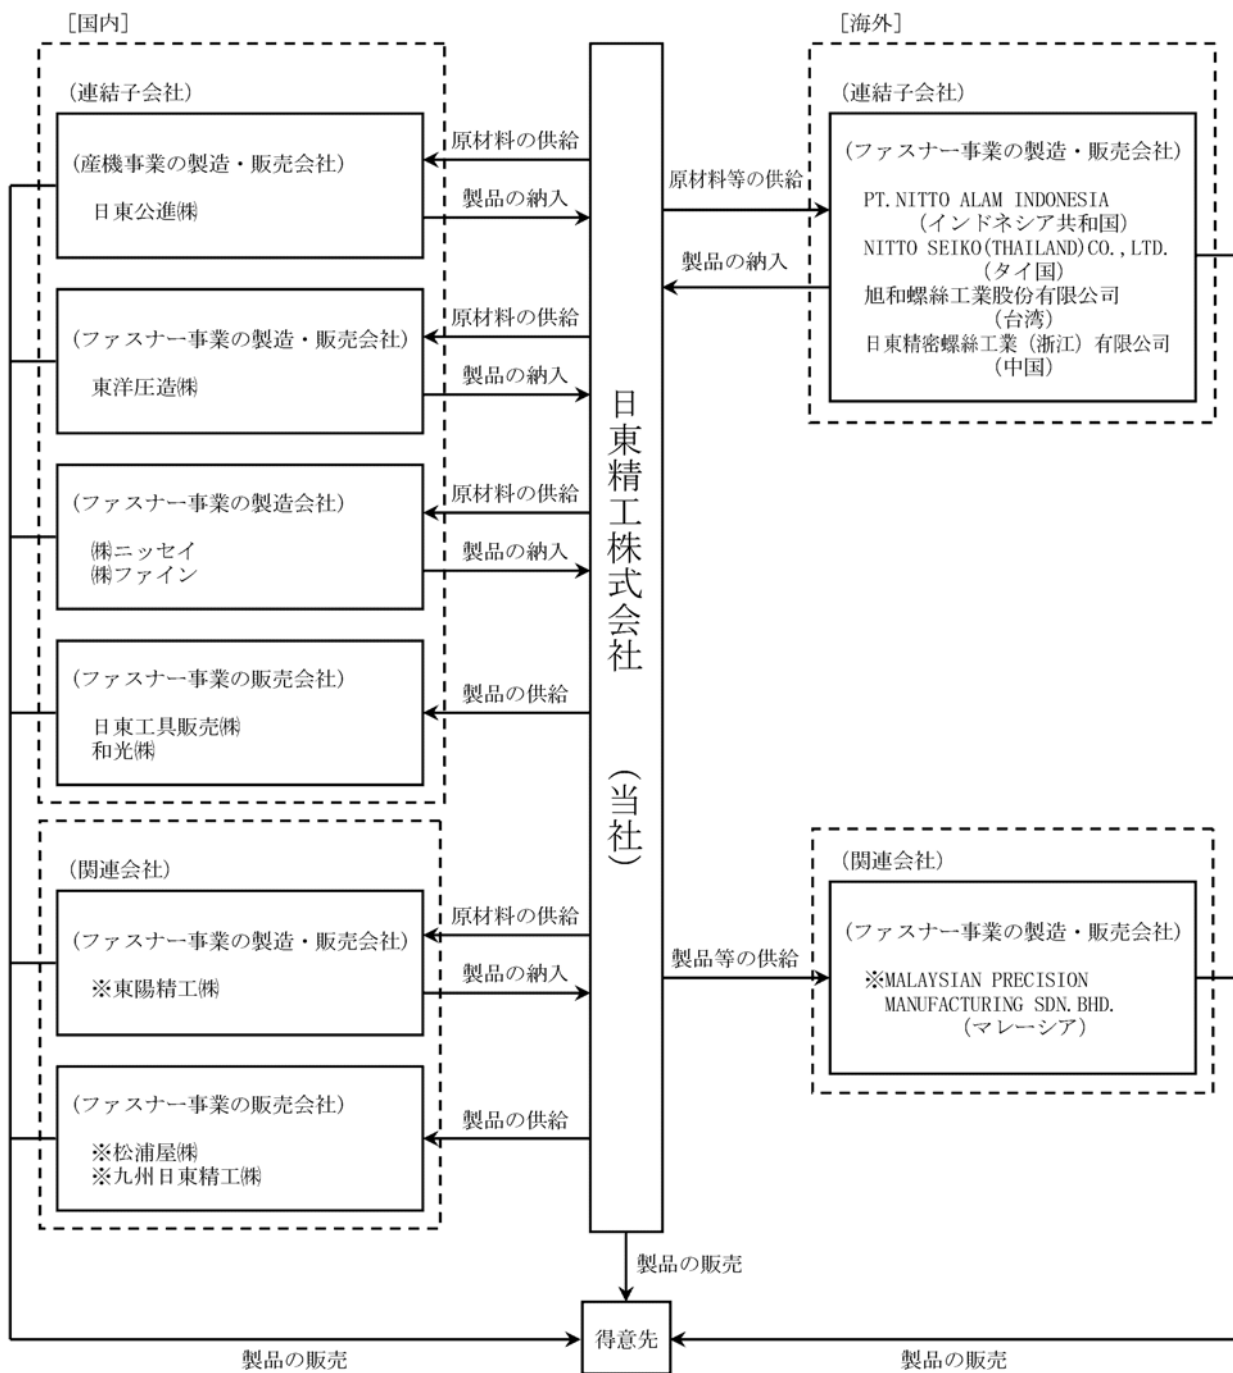 ［国内］
(連結子会社)
(産機事業の製造・販売会社)
日東公進㈱
原材料の供給
製品の納入
(ファスナー事業の製造・販売会社)
東洋圧造㈱
原材料の供給
製品の納入
(ファスナー事業の製造会社)
㈱ニッセイ
㈱ファイン
原材料の供給
製品の納入
(ファスナー事業の販売会社)
日東工具販売㈱
和光㈱
製品の供給
(関連会社)
(ファスナー事業の製造・販売会社)
※東陽精工㈱
原材料の供給
製品の納入
(ファスナー事業の販売会社)
※松浦屋㈱
※九州日東精工㈱
製品の供給
日東精工株式会社　(当社)
［海外］
(連結子会社)
(ファスナー事業の製造・販売会社)
PT.NITTO ALAM INDONESIA
(インドネシア共和国)
NITTO SEIKO(THAILAND)CO.,LTD.
(タイ国)
旭和螺絲工業股份有限公司
(台湾)
日東精密螺絲工業（浙江）有限公司
(中国)
原材料等の供給
製品の納入
(関連会社)
(ファスナー事業の製造・販売会社)
※MALAYSIAN PRECISION
MANUFACTURING SDN.BHD.
(マレーシア)
製品等の供給
製品の販売
得意先
製品の販売
製品の販売